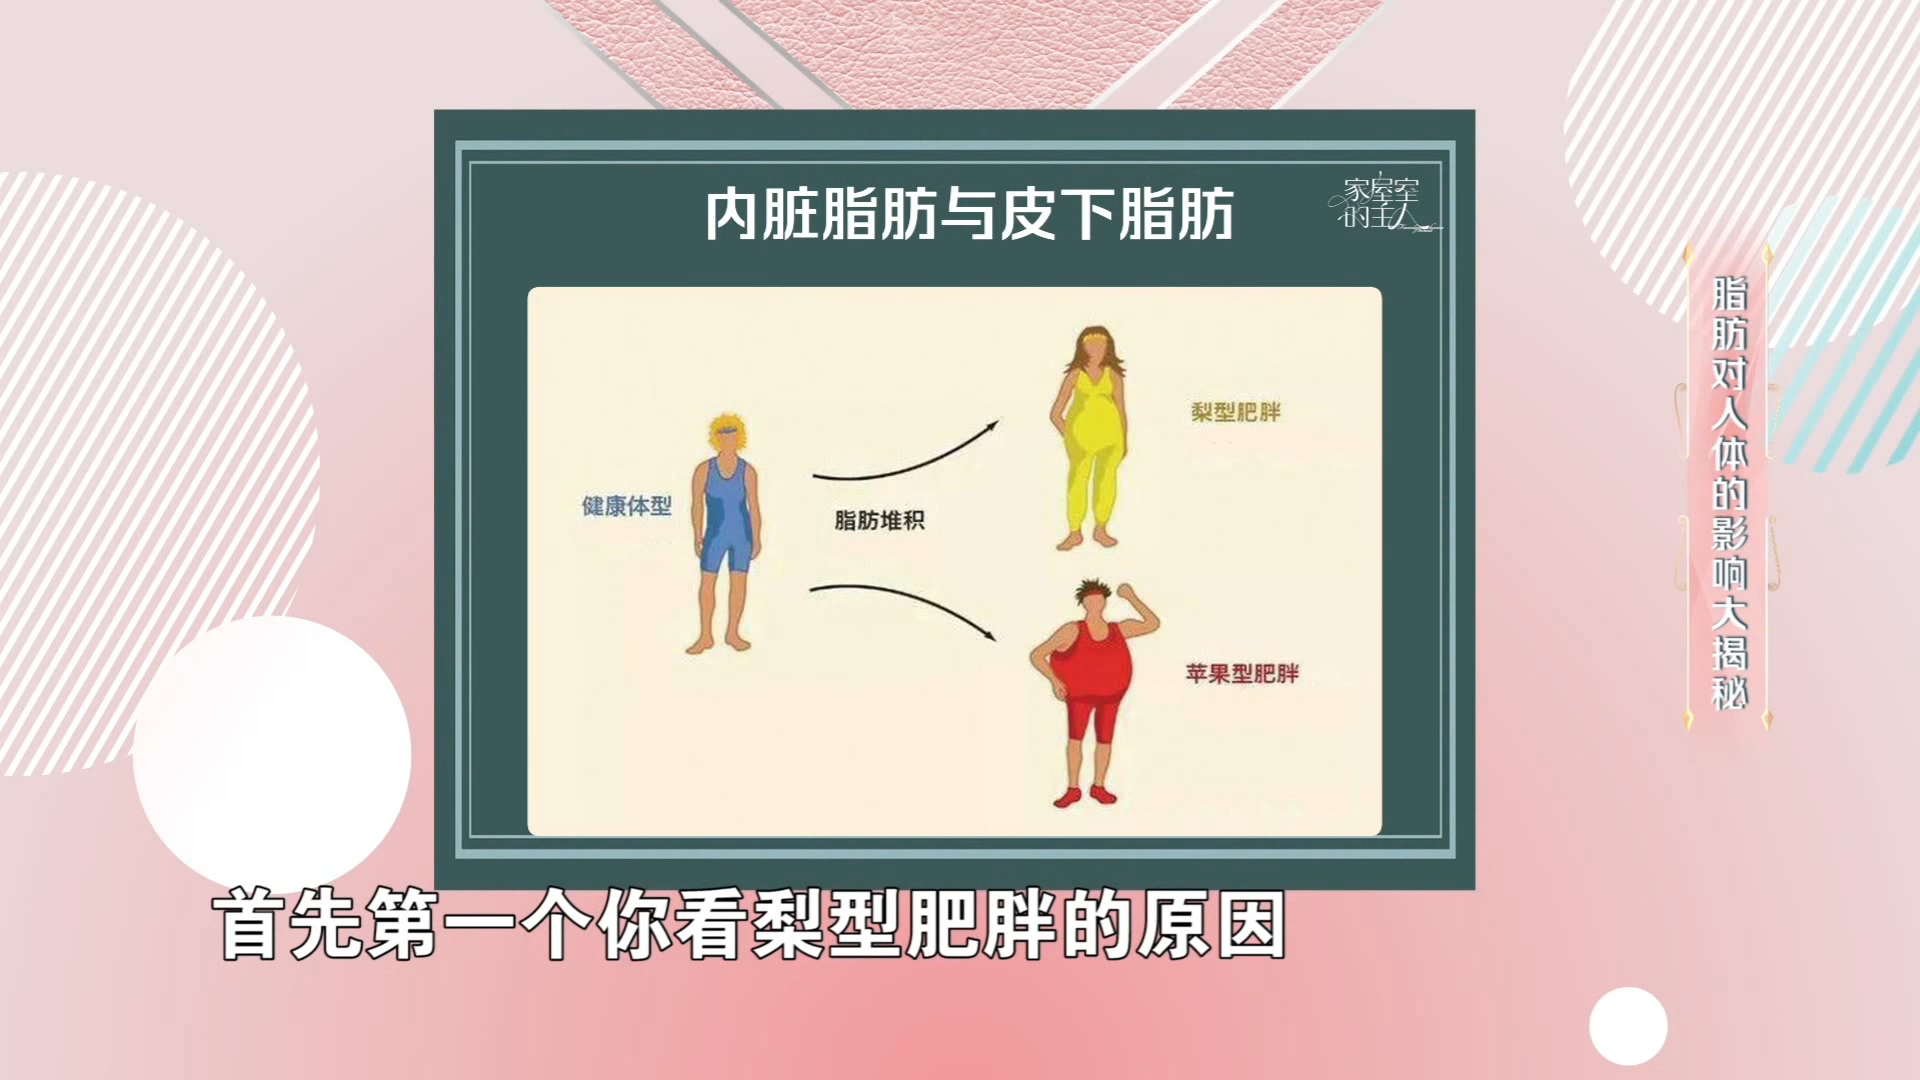 内脏脂肪与皮下脂肪
家屋室
的主人
梨型肥胖
健康体型
脂肪堆积
苹果型肥胖
脂肪对人体的影响大揭秘
首先第一个你看梨型肥胖的原因